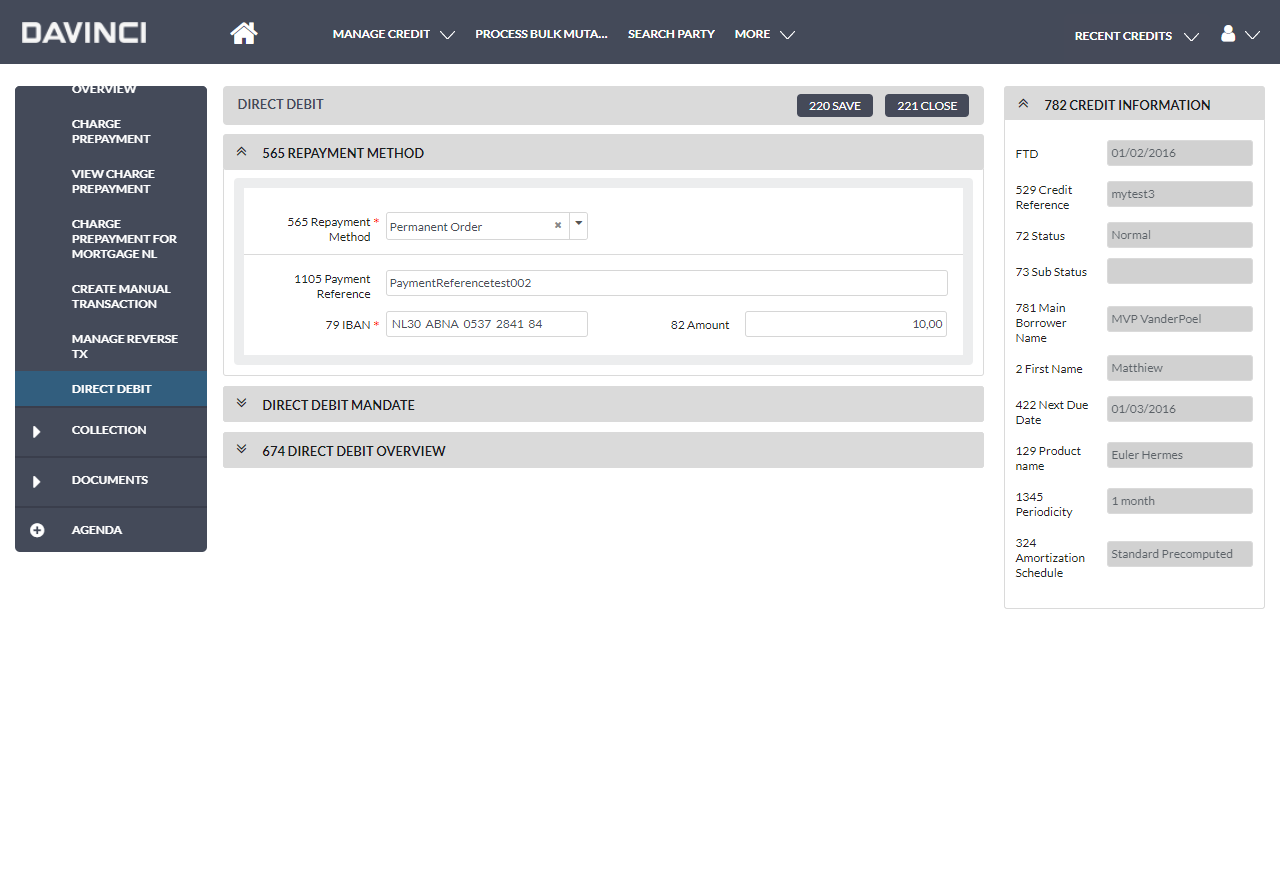 DAVINCI
MANAGE CREDIT
PROCESS BULK MUTA...
SEARCH PARTY
MORE
RECENT CREDITS
OVERVIEW
CHARGE
PREPAYMENT
VIEW CHARGE
PREPAYMENT
CHARGE
PREPAYMENT FOR
MORTGAGE NL
CREATE MANUAL
TRANSACTION
MANAGE REVERSE
TX
DIRECT DEBIT
COLLECTION
DOCUMENTS
AGENDA
DIRECT DEBIT
220 SAVE
221 CLOSE
565 REPAYMENT METHOD
565 Repayment *
Method
Permanent Order
1105 Payment
Reference
PaymentReferencetest002
79 IBAN *
NL30 ABNA 0537 2841 84
82 Amount
10,00
DIRECT DEBIT MANDATE
674 DIRECT DEBIT OVERVIEW
782 CREDIT INFORMATION
FTD
01/02/2016
529 Credit
Reference
mytest3
72 Status
Normal
73 Sub Status
781 Main
Borrower
Name
MVP VanderPoel
2 First Name
Matthiew
422 Next Due
Date
01/03/2016
129 Product
name
Euler Hermes
1345
Periodicity
1 month
324
Amortization
Schedule
Standard Precomputed